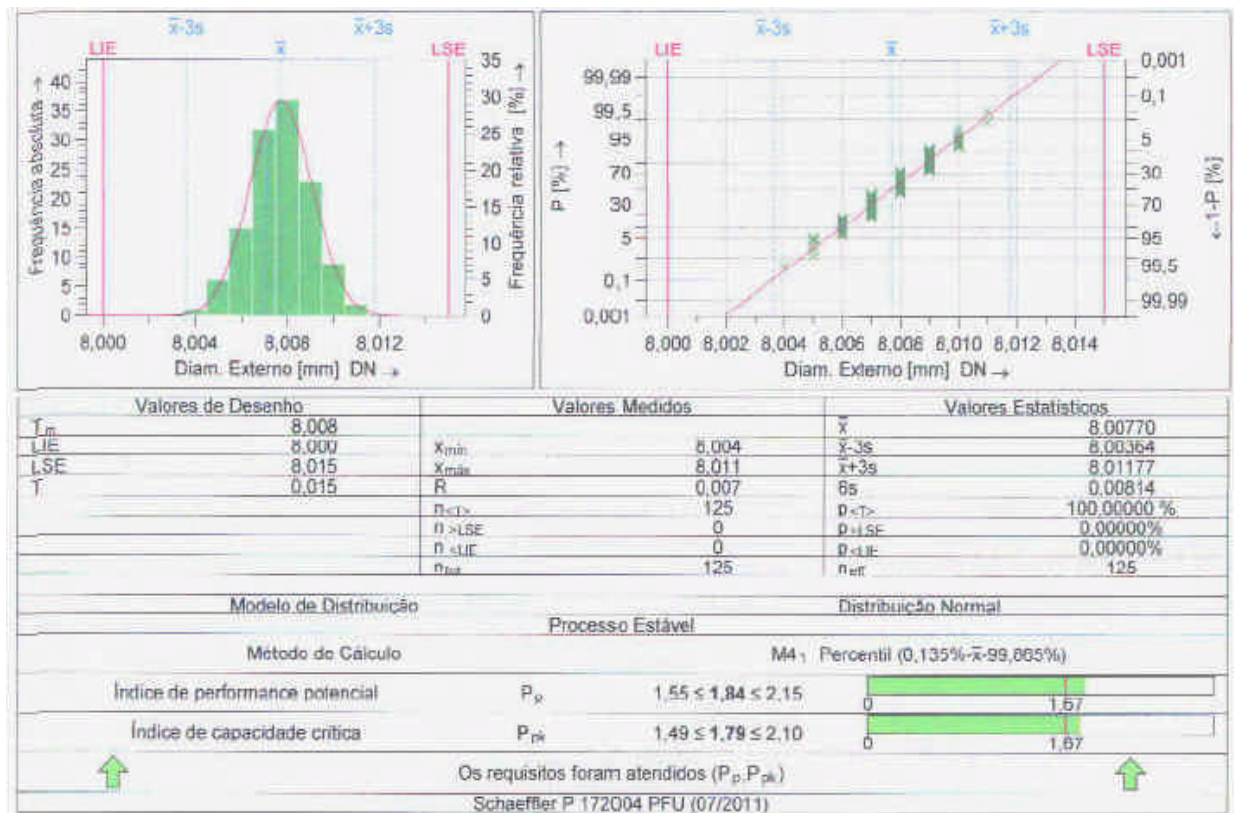 x̄-3s x̄+3s
LIE x̄ LSE
Frequência absoluta →
40
35
30
25
20
15
10
5
0
35
30
25
20
15
10
5
0
Frequência relativa [%] →
8,000 8,004 8,008 8,012
Diam. Externo [mm] DN →
x̄-3s x̄ x̄+3s
LIE LSE
P [%] →
99,99
99,5
95
70
30
5
0,1
0,001
0,001
0,1
5
30
70
95
99,5
99,99
←1-P [%]
8,000 8,002 8,004 8,006 8,008 8,010 8,012 8,014
Diam. Externo [mm] DN →
Valores de Desenho Valores Medidos Valores Estatísticos
Tm 8,008 x̄ 8,00770
LIE 8,000 xmín 8,004 x̄-3s 8,00364
LSE 8,015 xmáx 8,011 x̄+3s 8,01177
T 0,015 R 0,007 6s 0,00814
n<T> 125 p<T> 100,00000 %
n >LSE 0 p>LSE 0,00000%
n <LIE 0 p<LIE 0,00000%
ntot 125 neff 125
Modelo de Distribuição Distribuição Normal
Processo Estável
Método de Cálculo M4 1 Percentil (0,135%-x̄-99,865%)
Índice de performance potencial Pp 1,55 ≤ 1,84 ≤ 2,15 0 1,67
Índice de capacidade crítica Ppk 1,49 ≤ 1,79 ≤ 2,10 0 1,67
Os requisitos foram atendidos (Pp,Ppk)
Schaeffler P 172004 PFU (07/2011)